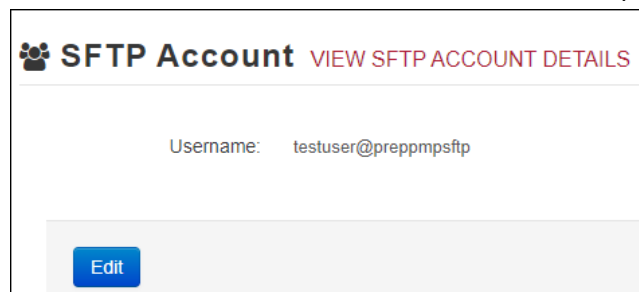 SFTP Account VIEW SFTP ACCOUNT DETAILS
Username: testuser@preppmpsftp
Edit